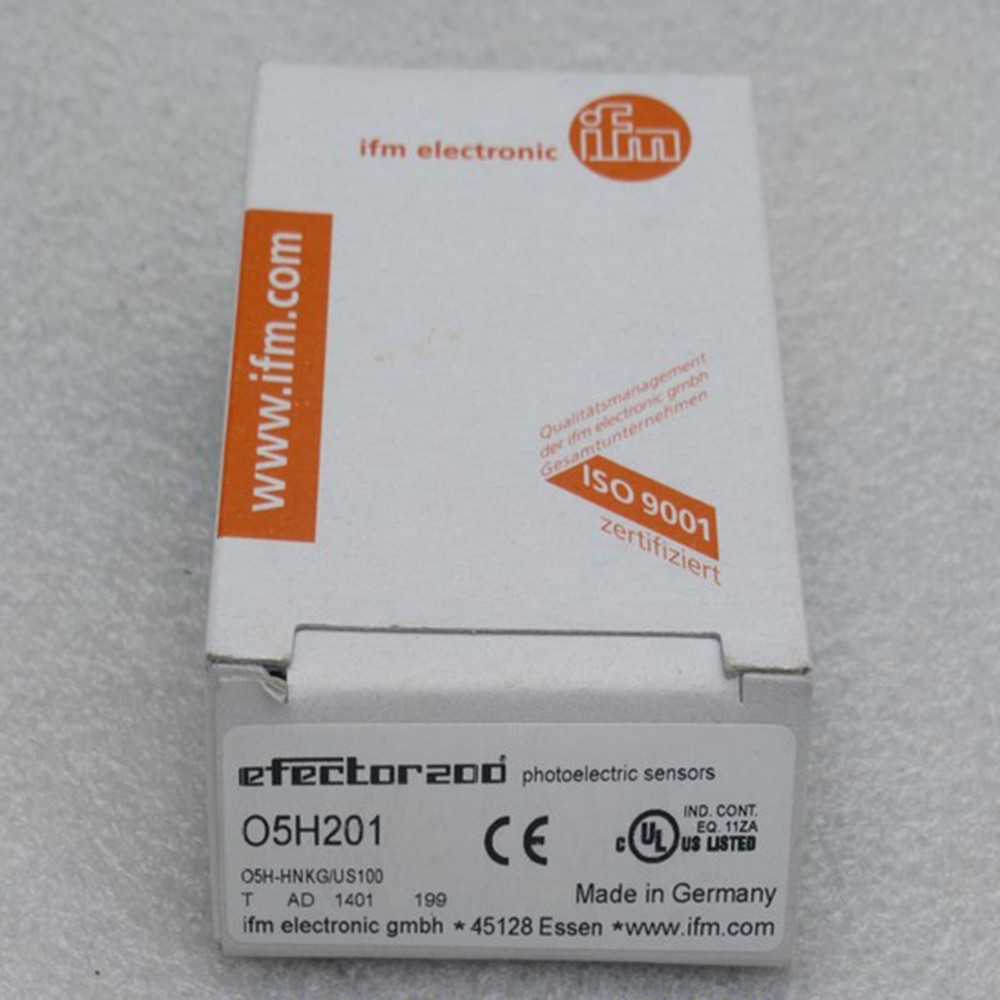 ifm electronic
ifm
www.ifm.com
Qualitätsmanagement
der ifm electronic gmbh
Gesamtunternehmen
ISO 9001
zertifiziert
efector200 photoelectric sensors
O5H201
CE
c UL US LISTED
IND. CONT.
EQ. 11ZA
O5H-HNKG/US100
T AD 1401 199
Made in Germany
ifm electronic gmbh * 45128 Essen *www.ifm.com